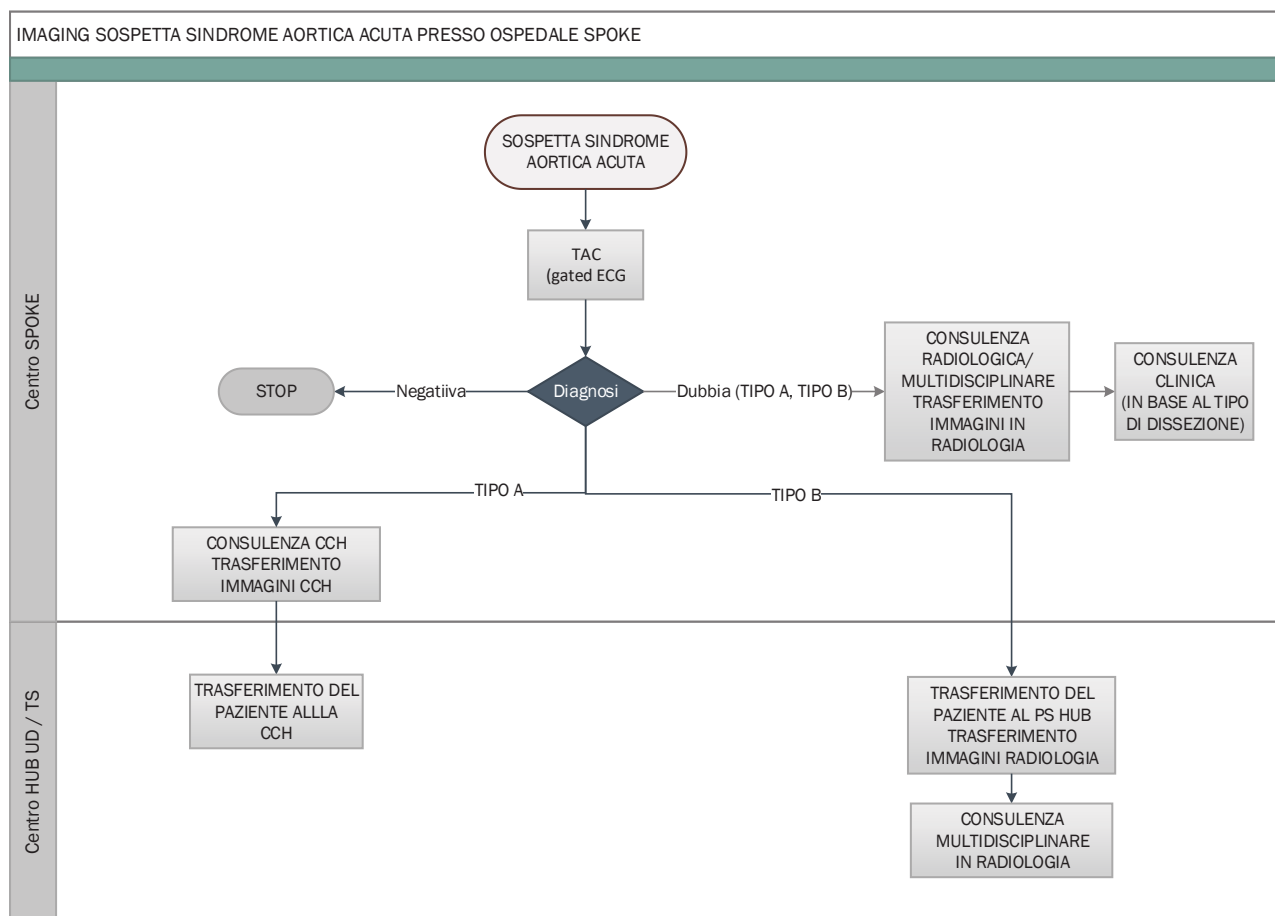 IMAGING SOSPETTA SINDROME AORTICA ACUTA PRESSO OSPEDALE SPOKE
Centro SPOKE
SOSPETTA SINDROME
AORTICA ACUTA
TAC
(gated ECG
STOP
Negatiiva
Diagnosi
Dubbia (TIPO A, TIPO B)
CONSULENZA
RADIOLOGICA/
MULTIDISCIPLINARE
TRASFERIMENTO
IMMAGINI IN
RADIOLOGIA
CONSULENZA
CLINICA
(IN BASE AL TIPO
DI DISSEZIONE)
TIPO A
TIPO B
CONSULENZA CCH
TRASFERIMENTO
IMMAGINI CCH
Centro HUB UD / TS
TRASFERIMENTO DEL
PAZIENTE ALLLA
CCH
TRASFERIMENTO DEL
PAZIENTE AL PS HUB
TRASFERIMENTO
IMMAGINI RADIOLOGIA
CONSULENZA
MULTIDISCIPLINARE
IN RADIOLOGIA